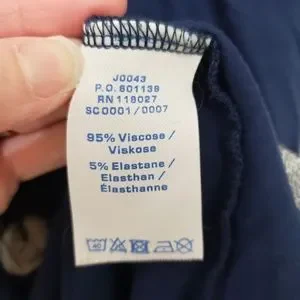 J0043
P.O. 601139
RN 118027
SC0001 / 0007
95% Viscose /
Viskose
5% Elastane /
Elasthan /
Élasthanne